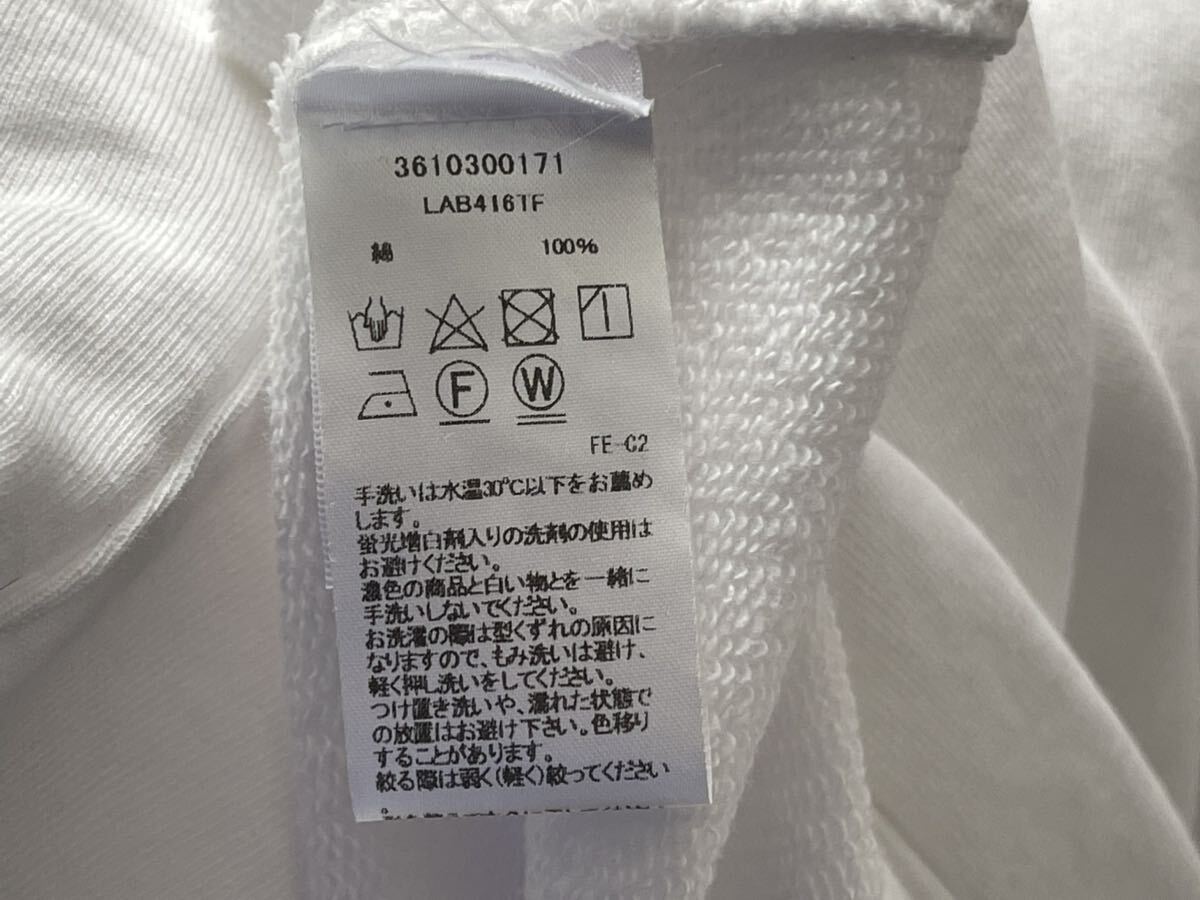 3610300171
LAB416TF
綿 100%
F W
FE-C2
手洗いは水温30℃以下をお薦め
します。
蛍光増白剤入りの洗剤の使用は
お避けください。
濃色の商品と白い物とを一緒に
手洗いしないでください。
お洗濯の際は型くずれの原因に
なりますので、もみ洗いは避け、
軽く押し洗いをしてください。
つけ置き洗いや、濡れた状態で
の放置はお避け下さい。色移り
することがあります。
絞る際は弱く(軽く)絞ってください
。